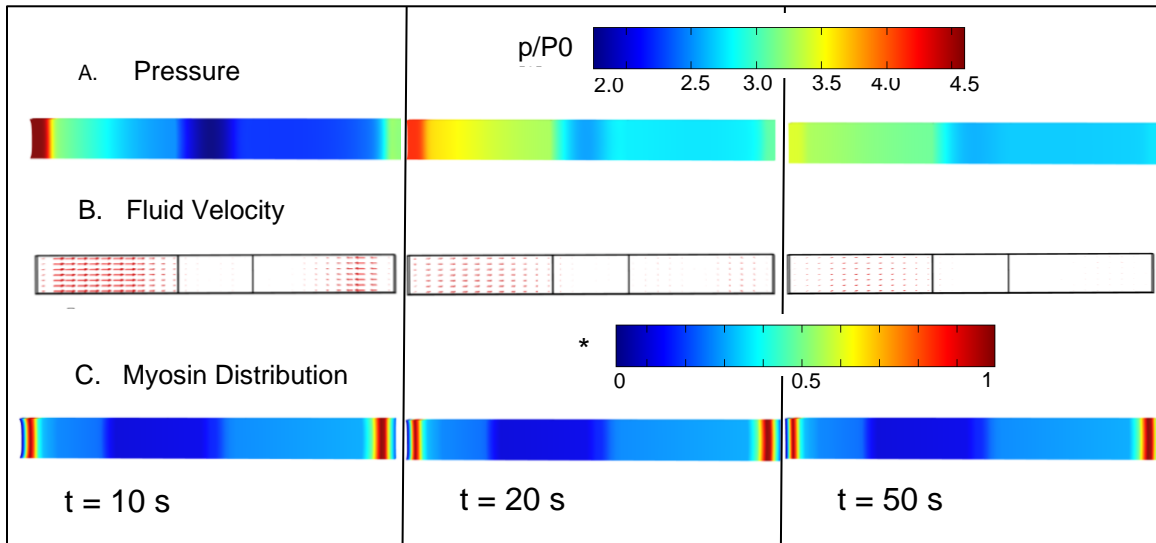 p/P0
A. Pressure
2.0 2.5 3.0 3.5 4.0 4.5
B. Fluid Velocity
*
C. Myosin Distribution
0 0.5 1
t = 10 s
t = 20 s
t = 50 s